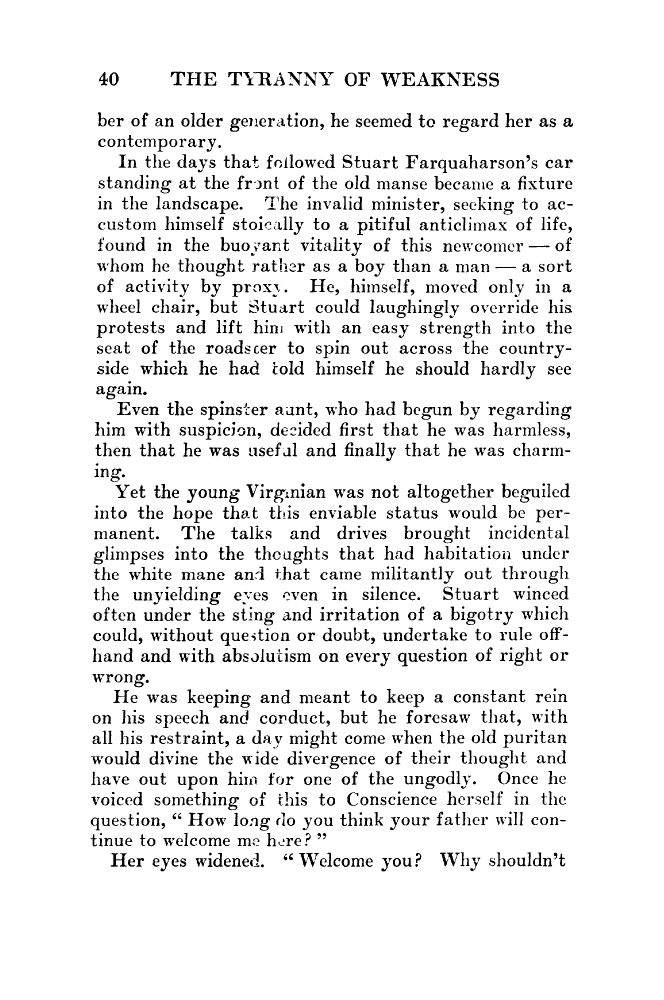 40 THE TYRANNY OF WEAKNESS
ber of an older generation, he seemed to regard her as a
contemporary.
In the days that followed Stuart Farquaharson's car
standing at the front of the old manse became a fixture
in the landscape. The invalid minister, seeking to ac-
custom himself stoically to a pitiful anticlimax of life,
found in the buoyant vitality of this newcomer — of
whom he thought rather as a boy than a man — a sort
of activity by proxy. He, himself, moved only in a
wheel chair, but Stuart could laughingly override his
protests and lift him with an easy strength into the
seat of the roadster to spin out across the country-
side which he had told himself he should hardly see
again.
Even the spinster aunt, who had begun by regarding
him with suspicion, decided first that he was harmless,
then that he was useful and finally that he was charm-
ing.
Yet the young Virginian was not altogether beguiled
into the hope that this enviable status would be per-
manent. The talks and drives brought incidental
glimpses into the thoughts that had habitation under
the white mane and that came militantly out through
the unyielding eyes even in silence. Stuart winced
often under the sting and irritation of a bigotry which
could, without question or doubt, undertake to rule off-
hand and with absolutism on every question of right or
wrong.
He was keeping and meant to keep a constant rein
on his speech and conduct, but he foresaw that, with
all his restraint, a day might come when the old puritan
would divine the wide divergence of their thought and
have out upon him for one of the ungodly. Once he
voiced something of this to Conscience herself in the
question, “ How long do you think your father will con-
tinue to welcome me here? ”
Her eyes widened. “ Welcome you? Why shouldn't